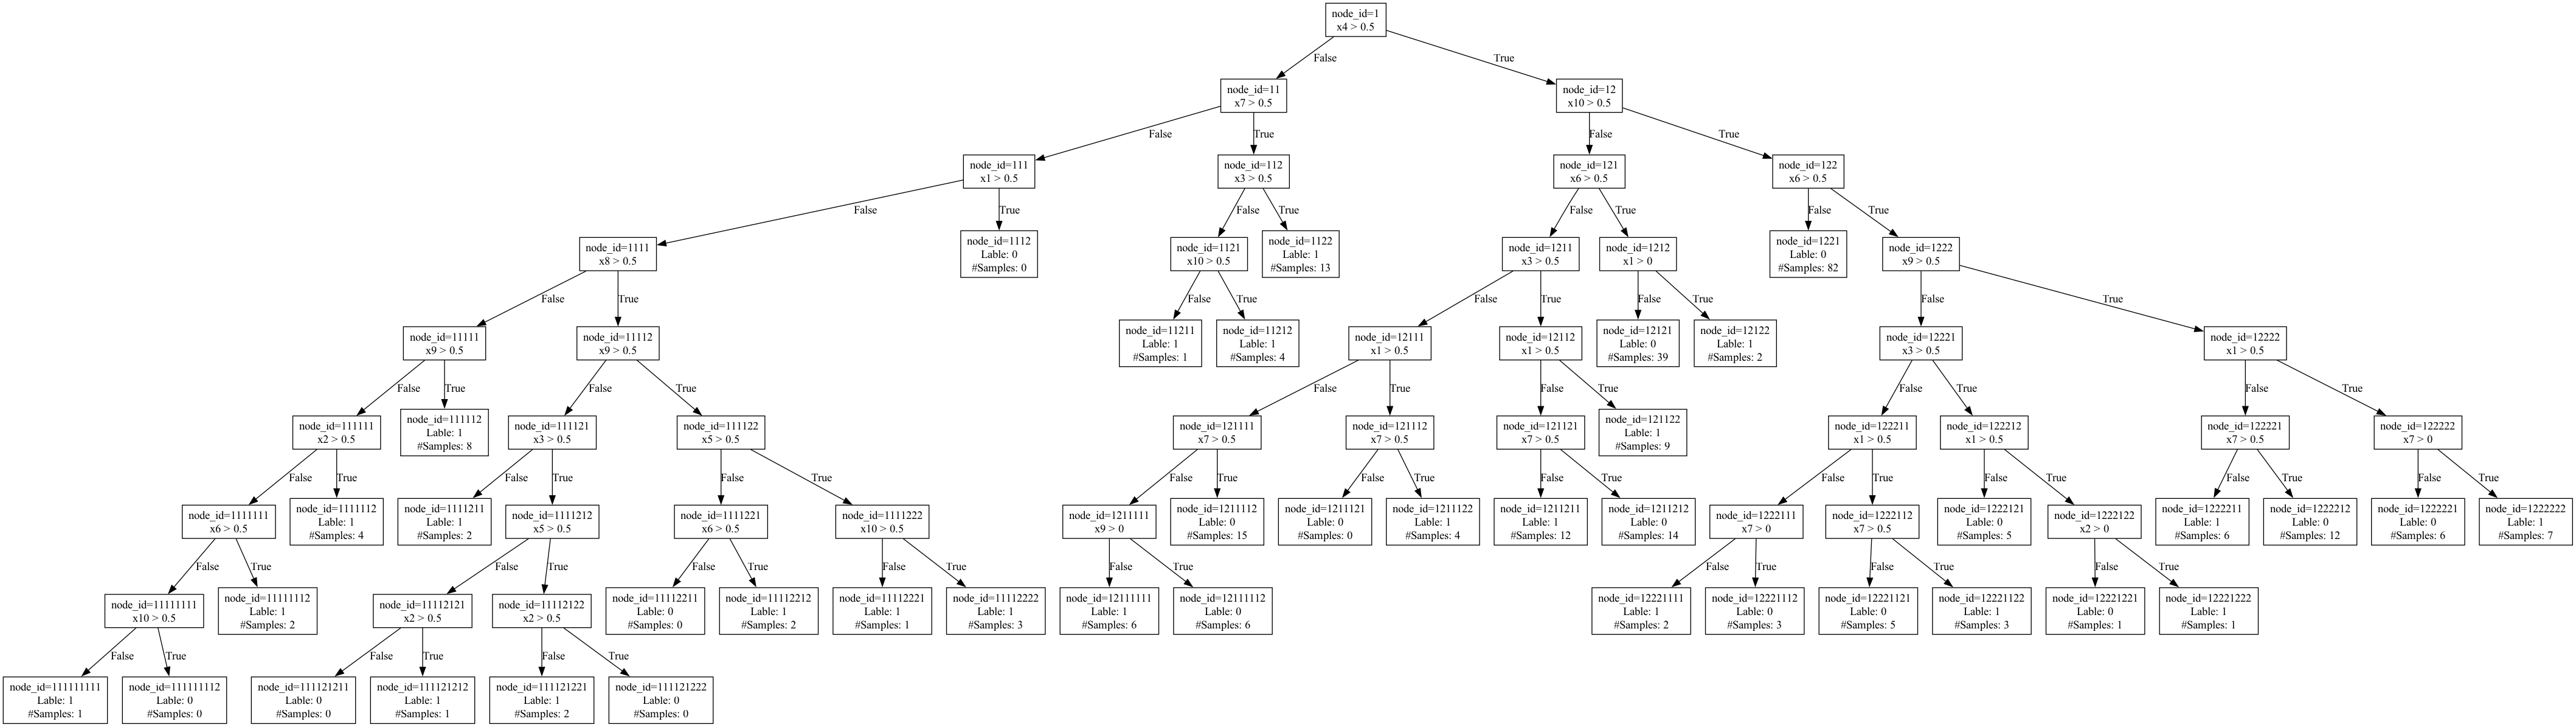 node_id=1
x4 > 0.5
False
True
node_id=11
x7 > 0.5
node_id=12
x10 > 0.5
False
True
False
True
node_id=111
x1 > 0.5
node_id=112
x3 > 0.5
node_id=121
x6 > 0.5
node_id=122
x6 > 0.5
False
True
False
True
False
True
False
True
node_id=1111
x8 > 0.5
node_id=1112
Lable: 0
#Samples: 0
node_id=1121
x10 > 0.5
node_id=1122
Lable: 1
#Samples: 13
node_id=1211
x3 > 0.5
node_id=1212
x1 > 0
node_id=1221
Lable: 0
#Samples: 82
node_id=1222
x9 > 0.5
False
True
False
True
False
True
False
True
False
True
node_id=11111
x9 > 0.5
node_id=11112
x9 > 0.5
node_id=11211
Lable: 1
#Samples: 1
node_id=11212
Lable: 1
#Samples: 4
node_id=12111
x1 > 0.5
node_id=12112
x1 > 0.5
node_id=12121
Lable: 0
#Samples: 39
node_id=12122
Lable: 1
#Samples: 2
node_id=12221
x3 > 0.5
node_id=12222
x1 > 0.5
False
True
False
True
False
True
False
True
False
True
False
True
node_id=111111
x2 > 0.5
node_id=111112
Lable: 1
#Samples: 8
node_id=111121
x3 > 0.5
node_id=111122
x5 > 0.5
node_id=121111
x7 > 0.5
node_id=121112
x7 > 0.5
node_id=121121
x7 > 0.5
node_id=121122
Lable: 1
#Samples: 9
node_id=122211
x1 > 0.5
node_id=122212
x1 > 0.5
node_id=122221
x7 > 0.5
node_id=122222
x7 > 0
False
True
False
True
False
True
False
True
False
True
False
True
False
True
False
True
False
True
False
True
node_id=1111111
x6 > 0.5
node_id=1111112
Lable: 1
#Samples: 4
node_id=1111211
Lable: 1
#Samples: 2
node_id=1111212
x5 > 0.5
node_id=1111221
x6 > 0.5
node_id=1111222
x10 > 0.5
node_id=1211111
x9 > 0
node_id=1211112
Lable: 0
#Samples: 15
node_id=1211121
Lable: 0
#Samples: 0
node_id=1211122
Lable: 1
#Samples: 4
node_id=1211211
Lable: 1
#Samples: 12
node_id=1211212
Lable: 0
#Samples: 14
node_id=1222111
x7 > 0
node_id=1222112
x7 > 0.5
node_id=1222121
Lable: 0
#Samples: 5
node_id=1222122
x2 > 0
node_id=1222211
Lable: 1
#Samples: 6
node_id=1222212
Lable: 0
#Samples: 12
node_id=1222221
Lable: 0
#Samples: 6
node_id=1222222
Lable: 1
#Samples: 7
False
True
False
True
False
True
False
True
False
True
False
True
False
True
False
True
node_id=11111111
x10 > 0.5
node_id=11111112
Lable: 1
#Samples: 2
node_id=11112121
x2 > 0.5
node_id=11112122
x2 > 0.5
node_id=11112211
Lable: 0
#Samples: 0
node_id=11112212
Lable: 1
#Samples: 2
node_id=11112221
Lable: 1
#Samples: 1
node_id=11112222
Lable: 1
#Samples: 3
node_id=12111111
Lable: 1
#Samples: 6
node_id=12111112
Lable: 0
#Samples: 6
node_id=12221111
Lable: 1
#Samples: 2
node_id=12221112
Lable: 0
#Samples: 3
node_id=12221121
Lable: 0
#Samples: 5
node_id=12221122
Lable: 1
#Samples: 3
node_id=12221221
Lable: 0
#Samples: 1
node_id=12221222
Lable: 1
#Samples: 1
False
True
False
True
False
True
node_id=111111111
Lable: 1
#Samples: 1
node_id=111111112
Lable: 0
#Samples: 0
node_id=111121211
Lable: 0
#Samples: 0
node_id=111121212
Lable: 1
#Samples: 1
node_id=111121221
Lable: 1
#Samples: 2
node_id=111121222
Lable: 0
#Samples: 0